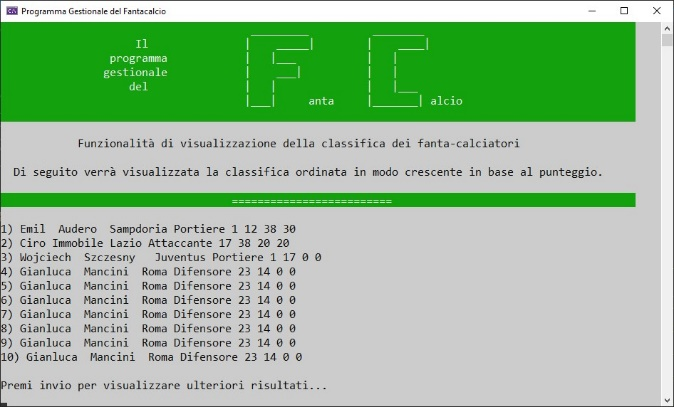 Programma Gestionale del Fantacalcio
Il
programma
gestionale
del
F anta C alcio
Funzionalità di visualizzazione della classifica dei fanta-calciatori
Di seguito verrà visualizzata la classifica ordinata in modo crescente in base al punteggio.
=========================
1) Emil Audero Sampdoria Portiere 1 12 38 30
2) Ciro Immobile Lazio Attaccante 17 38 20 20
3) Wojciech Szczesny Juventus Portiere 1 17 0 0
4) Gianluca Mancini Roma Difensore 23 14 0 0
5) Gianluca Mancini Roma Difensore 23 14 0 0
6) Gianluca Mancini Roma Difensore 23 14 0 0
7) Gianluca Mancini Roma Difensore 23 14 0 0
8) Gianluca Mancini Roma Difensore 23 14 0 0
9) Gianluca Mancini Roma Difensore 23 14 0 0
10) Gianluca Mancini Roma Difensore 23 14 0 0
Premi invio per visualizzare ulteriori risultati...